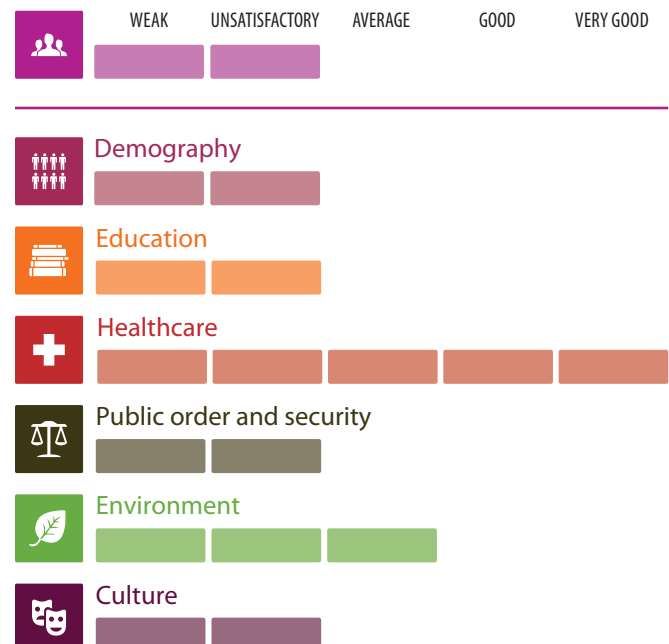 WEAK UNSATISFACTORY AVERAGE GOOD VERY GOOD
Demography
Education
Healthcare
Public order and security
Environment
Culture